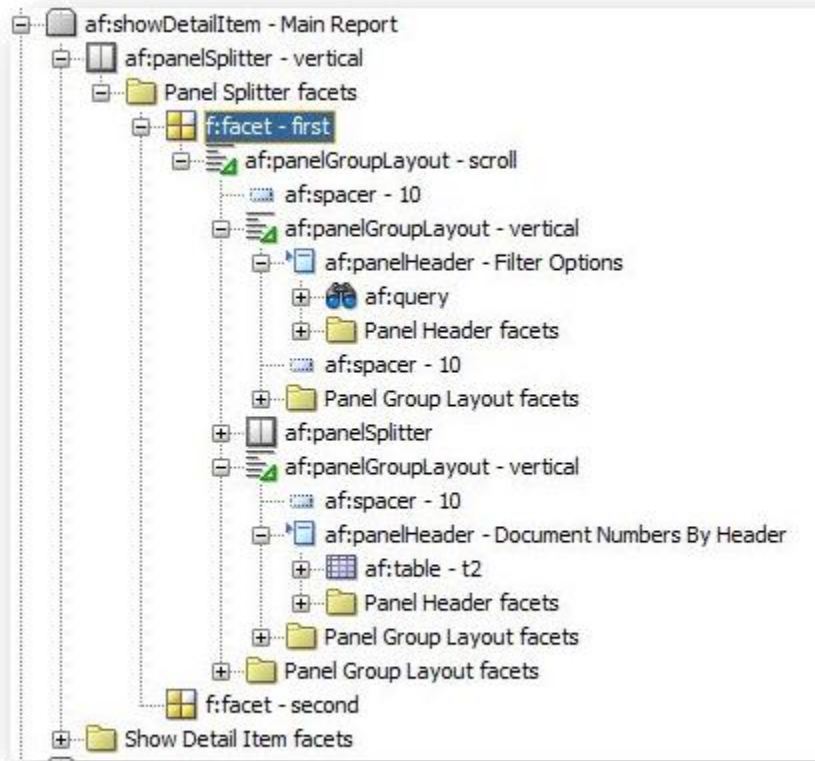 af:showDetailItem - Main Report
af:panelSplitter - vertical
Panel Splitter facets
f:facet - first
af:panelGroupLayout - scroll
af:spacer - 10
af:panelGroupLayout - vertical
af:panelHeader - Filter Options
af:query
Panel Header facets
af:spacer - 10
Panel Group Layout facets
af:panelSplitter
af:panelGroupLayout - vertical
af:spacer - 10
af:panelHeader - Document Numbers By Header
af:table - t2
Panel Header facets
Panel Group Layout facets
Panel Group Layout facets
f:facet - second
Show Detail Item facets